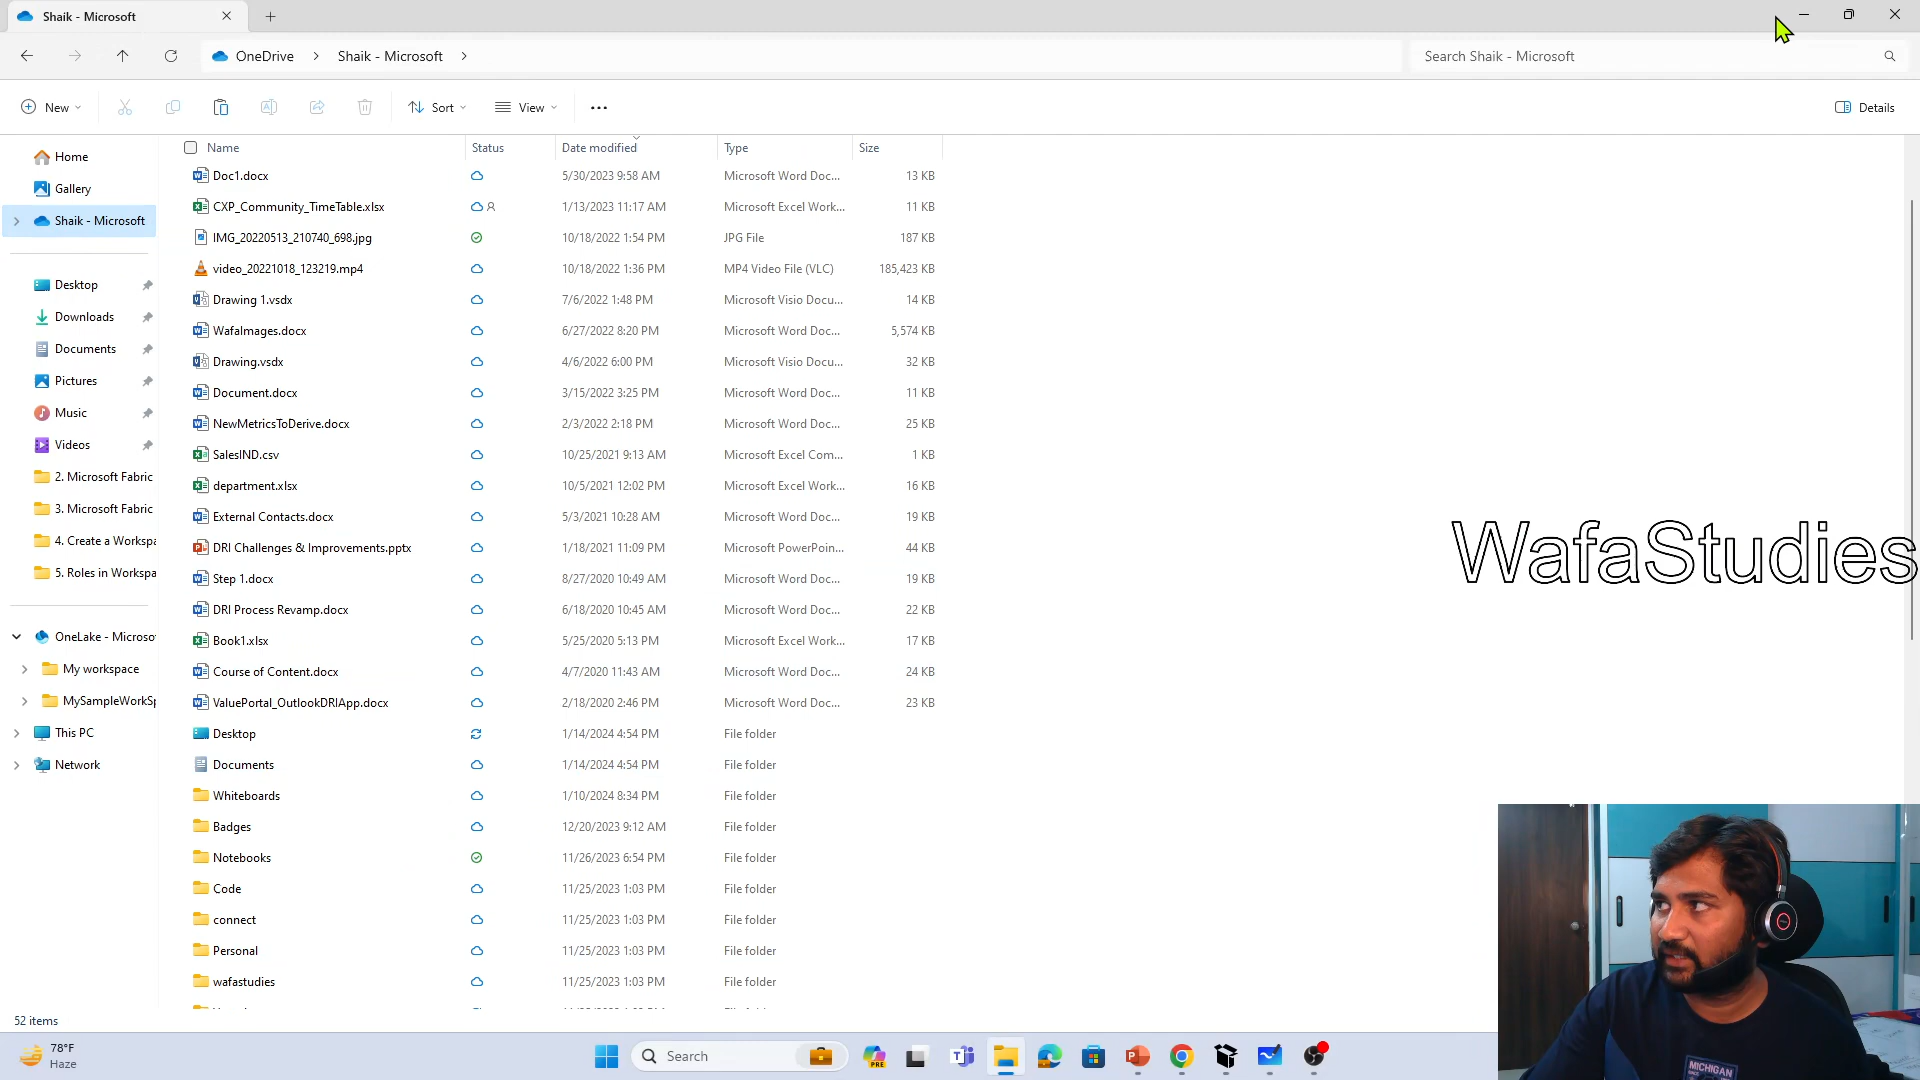 Shaik - Microsoft
OneDrive
Shaik - Microsoft
Search Shaik - Microsoft
New
Sort
View
Details
Name
Status
Date modified
Type
Size
Home
Gallery
Shaik - Microsoft
Desktop
Downloads
Documents
Pictures
Music
Videos
2. Microsoft Fabric
3. Microsoft Fabric
4. Create a Workspa
5. Roles in Workspa
OneLake - Microsof
My workspace
MySampleWorkSp
This PC
Network
Doc1.docx 5/30/2023 9:58 AM Microsoft Word Doc... 13 KB
CXP_Community_TimeTable.xlsx 1/13/2023 11:17 AM Microsoft Excel Work... 11 KB
IMG_20220513_210740_698.jpg 10/18/2022 1:54 PM JPG File 187 KB
video_20221018_123219.mp4 10/18/2022 1:36 PM MP4 Video File (VLC) 185,423 KB
Drawing 1.vsdx 7/6/2022 1:48 PM Microsoft Visio Docu... 14 KB
WafaImages.docx 6/27/2022 8:20 PM Microsoft Word Doc... 5,574 KB
Drawing.vsdx 4/6/2022 6:00 PM Microsoft Visio Docu... 32 KB
Document.docx 3/15/2022 3:25 PM Microsoft Word Doc... 11 KB
NewMetricsToDerive.docx 2/3/2022 2:18 PM Microsoft Word Doc... 25 KB
SalesIND.csv 10/25/2021 9:13 AM Microsoft Excel Com... 1 KB
department.xlsx 10/5/2021 12:02 PM Microsoft Excel Work... 16 KB
External Contacts.docx 5/3/2021 10:28 AM Microsoft Word Doc... 19 KB
DRI Challenges & Improvements.pptx 1/18/2021 11:09 PM Microsoft PowerPoin... 44 KB
Step 1.docx 8/27/2020 10:49 AM Microsoft Word Doc... 19 KB
DRI Process Revamp.docx 6/18/2020 10:45 AM Microsoft Word Doc... 22 KB
Book1.xlsx 5/25/2020 5:13 PM Microsoft Excel Work... 17 KB
Course of Content.docx 4/7/2020 11:43 AM Microsoft Word Doc... 24 KB
ValuePortal_OutlookDRIApp.docx 2/18/2020 2:46 PM Microsoft Word Doc... 23 KB
Desktop 1/14/2024 4:54 PM File folder
Documents 1/14/2024 4:54 PM File folder
Whiteboards 1/10/2024 8:34 PM File folder
Badges 12/20/2023 9:12 AM File folder
Notebooks 11/26/2023 6:54 PM File folder
Code 11/25/2023 1:03 PM File folder
connect 11/25/2023 1:03 PM File folder
Personal 11/25/2023 1:03 PM File folder
wafastudies 11/25/2023 1:03 PM File folder
WafaStudies
52 items
78°F
Haze
Search
PRE
MICHIGAN